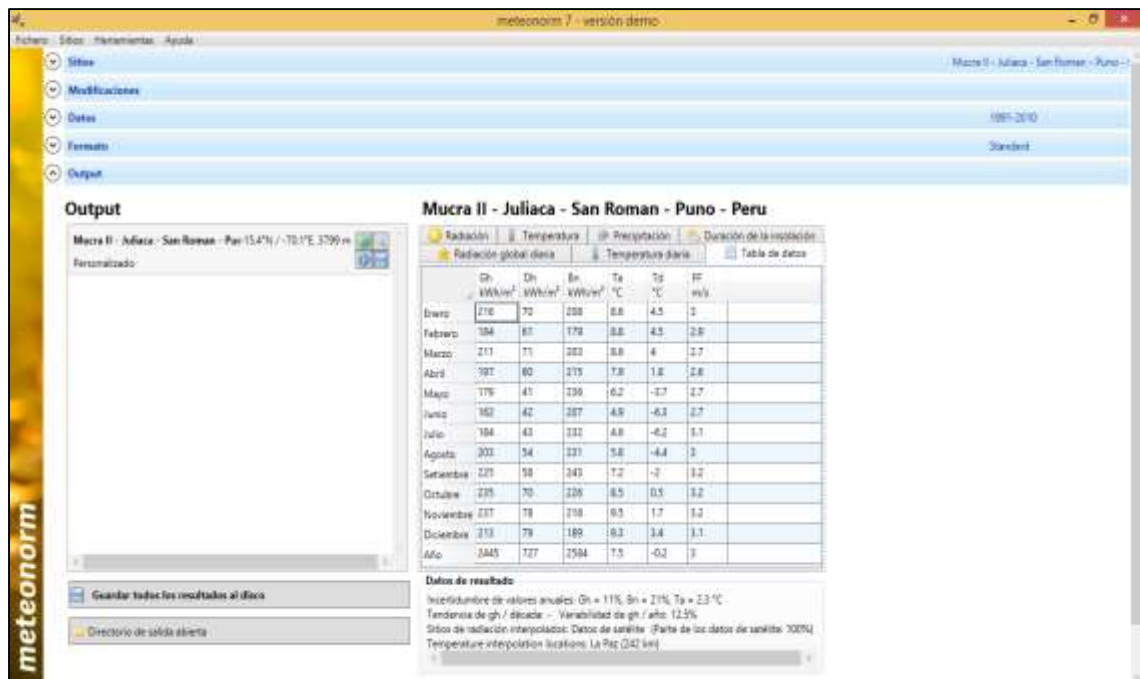 meteonorm 7 - versión demo
Fichero Sitios Herramientas Ayuda
Sitios Mucra II - Juliaca - San Roman - Puno -
Modificaciones
Datos 1991-2010
Formato Standard
Output
Output
Mucra II - Juliaca - San Roman - Puno - Peru
Mucra II - Juliaca - San Roman - Pun 15.4°N / -70.1°E, 3799 m
Personalizado
Radiación Temperatura Precipitación Duración de la insolación
Radiación global diaria Temperatura diaria Tabla de datos
Gh Dh Bn Ta Td FF
kWh/m² kWh/m² kWh/m² °C °C m/s
Enero 216 70 208 8.6 4.5 3
Febrero 184 61 179 8.8 4.5 2.9
Marzo 211 71 203 8.6 4 2.7
Abril 197 60 215 7.8 1.8 2.6
Mayo 179 41 236 6.2 -3.7 2.7
Junio 162 42 207 4.9 -6.3 2.7
Julio 184 43 232 4.8 -6.2 3.1
Agosto 203 54 231 5.8 -4.4 3
Setiembre 225 58 243 7.2 -2 3.2
Octubre 235 70 226 8.5 0.5 3.2
Noviembre 237 78 216 9.5 1.7 3.2
Diciembre 213 79 189 9.3 3.4 3.1
Año 2445 727 2584 7.5 -0.2 3
Guardar todos los resultados al disco
Directorio de salida abierta
Datos de resultado
Incertidumbre de valores anuales: Gh = 11%, Bn = 21%, Ta = 2.3 °C
Tendencia de gh / década: - Variabilidad de gh / año: 12.5%
Sitios de radiación interpolados: Datos de satélite (Parte de los datos de satélite: 100%)
Temperature interpolation locations: La Paz (242 km)
meteonorm